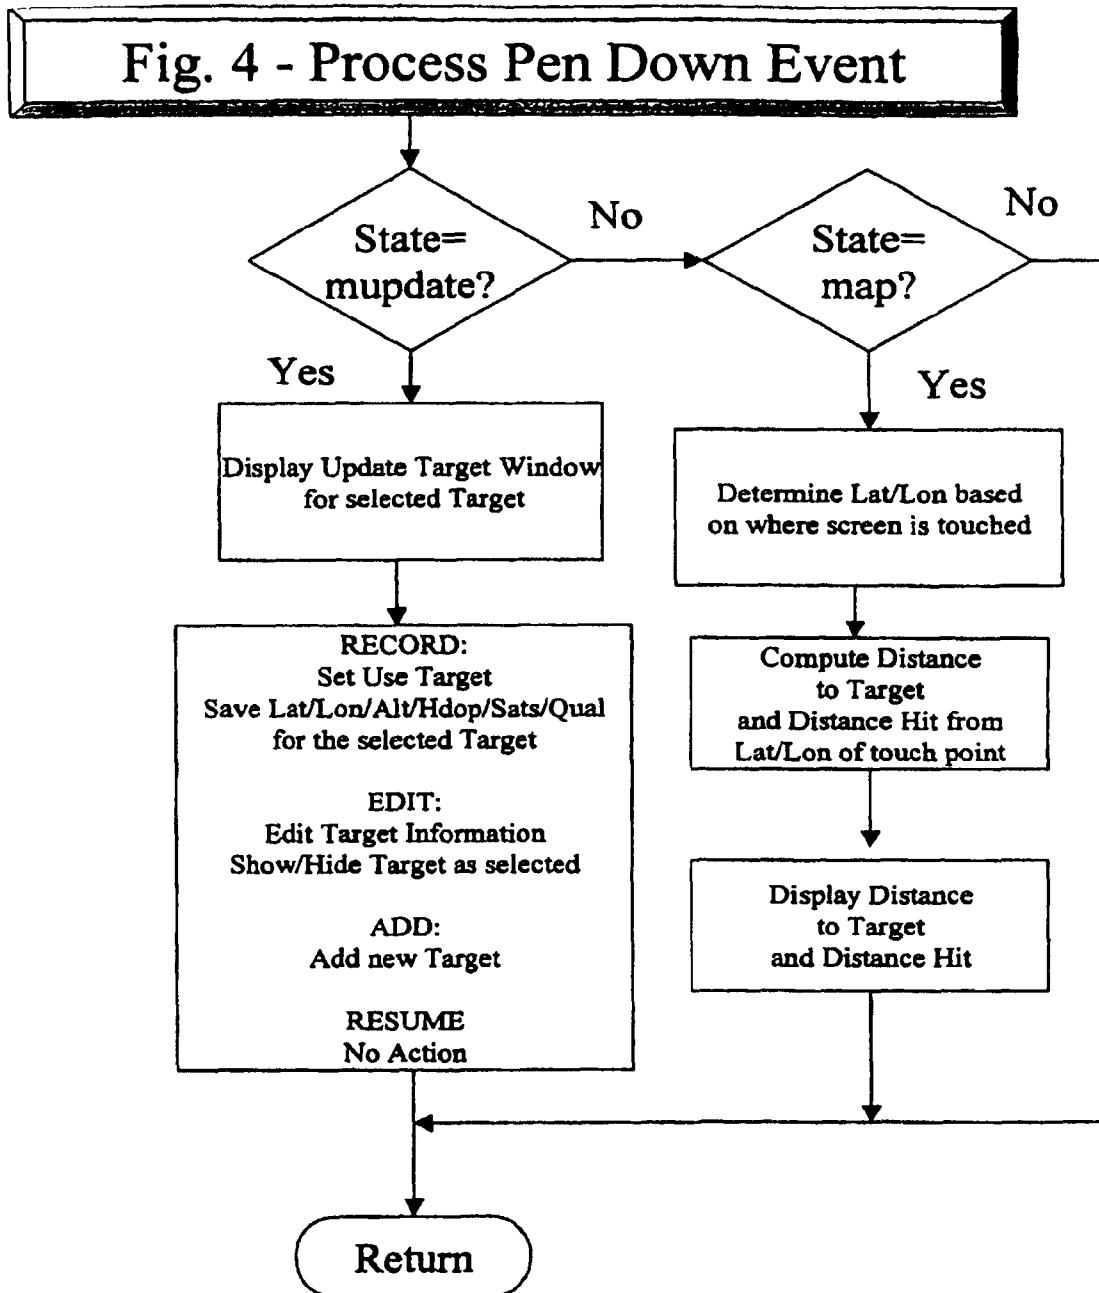 Fig. 4 - Process Pen Down Event
State=
mupdate?
No
State=
map?
No
Yes
Yes
Display Update Target Window
for selected Target
Determine Lat/Lon based
on where screen is touched
RECORD:
Set Use Target
Save Lat/Lon/Alt/Hdop/Sats/Qual
for the selected Target
EDIT:
Edit Target Information
Show/Hide Target as selected
ADD:
Add new Target
RESUME
No Action
Compute Distance
to Target
and Distance Hit from
Lat/Lon of touch point
Display Distance
to Target
and Distance Hit
Return